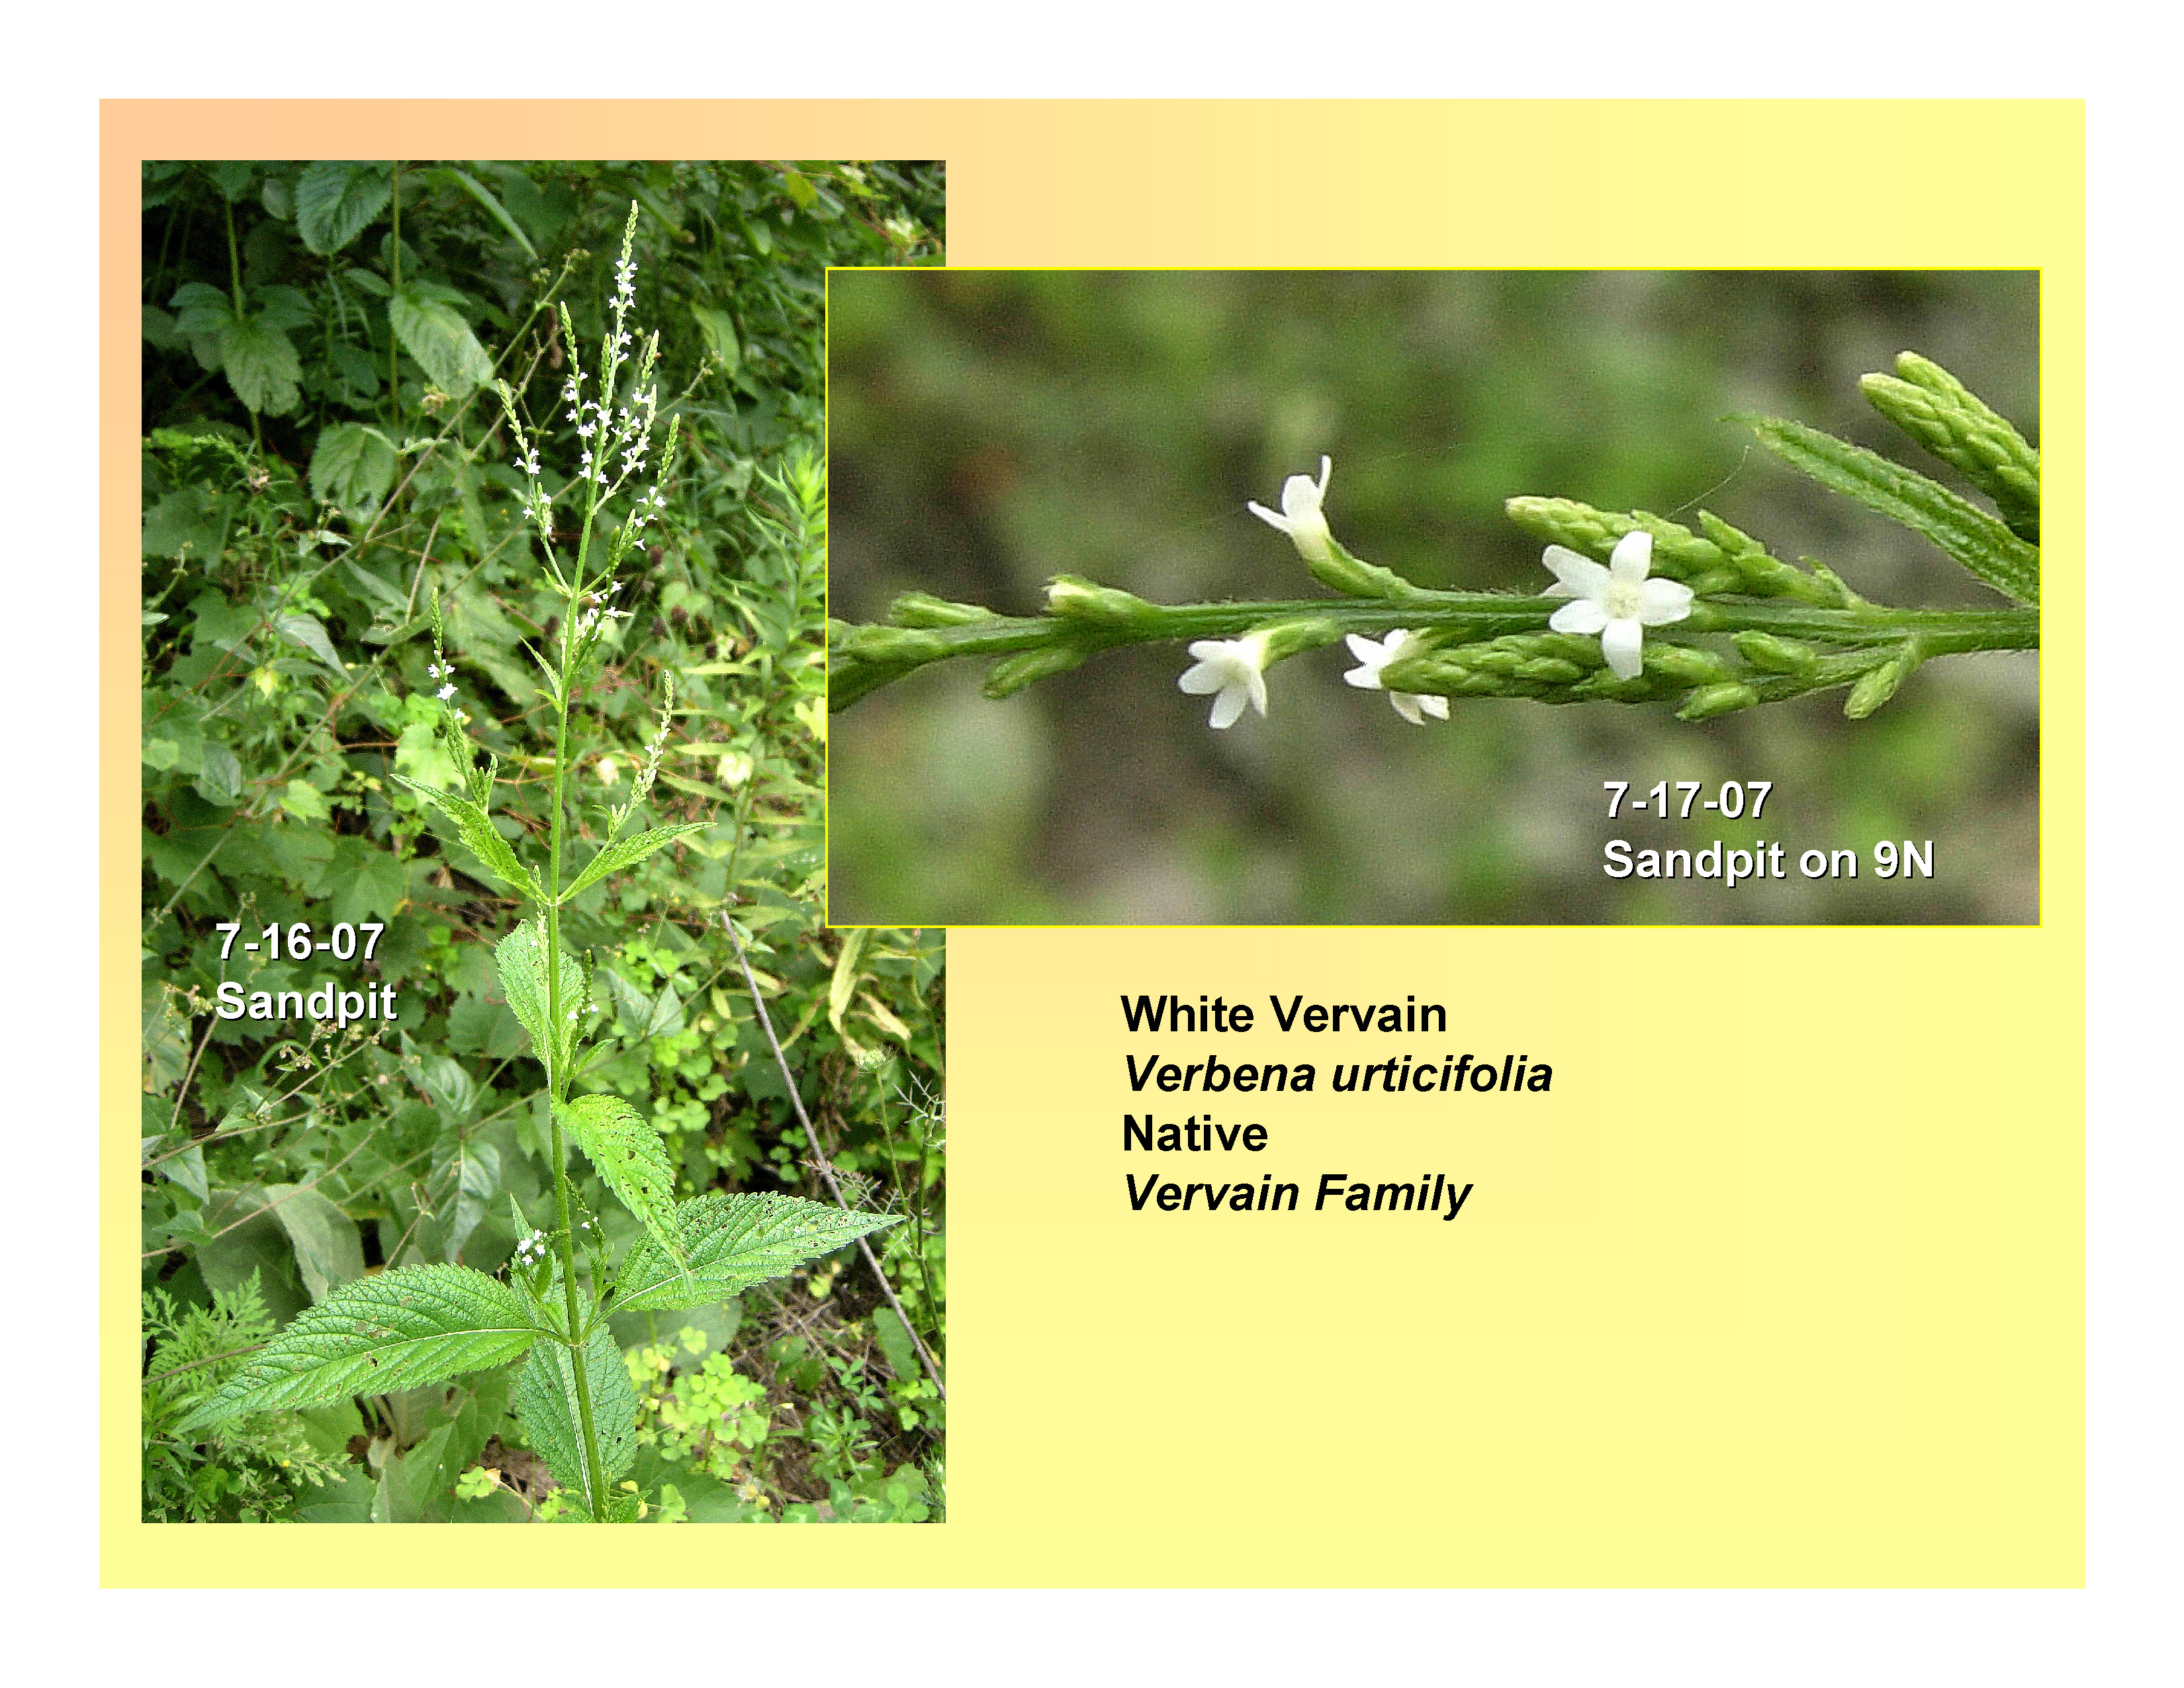 7-16-07
Sandpit
7-17-07
Sandpit on 9N
White Vervain
Verbena urticifolia
Native
Vervain Family